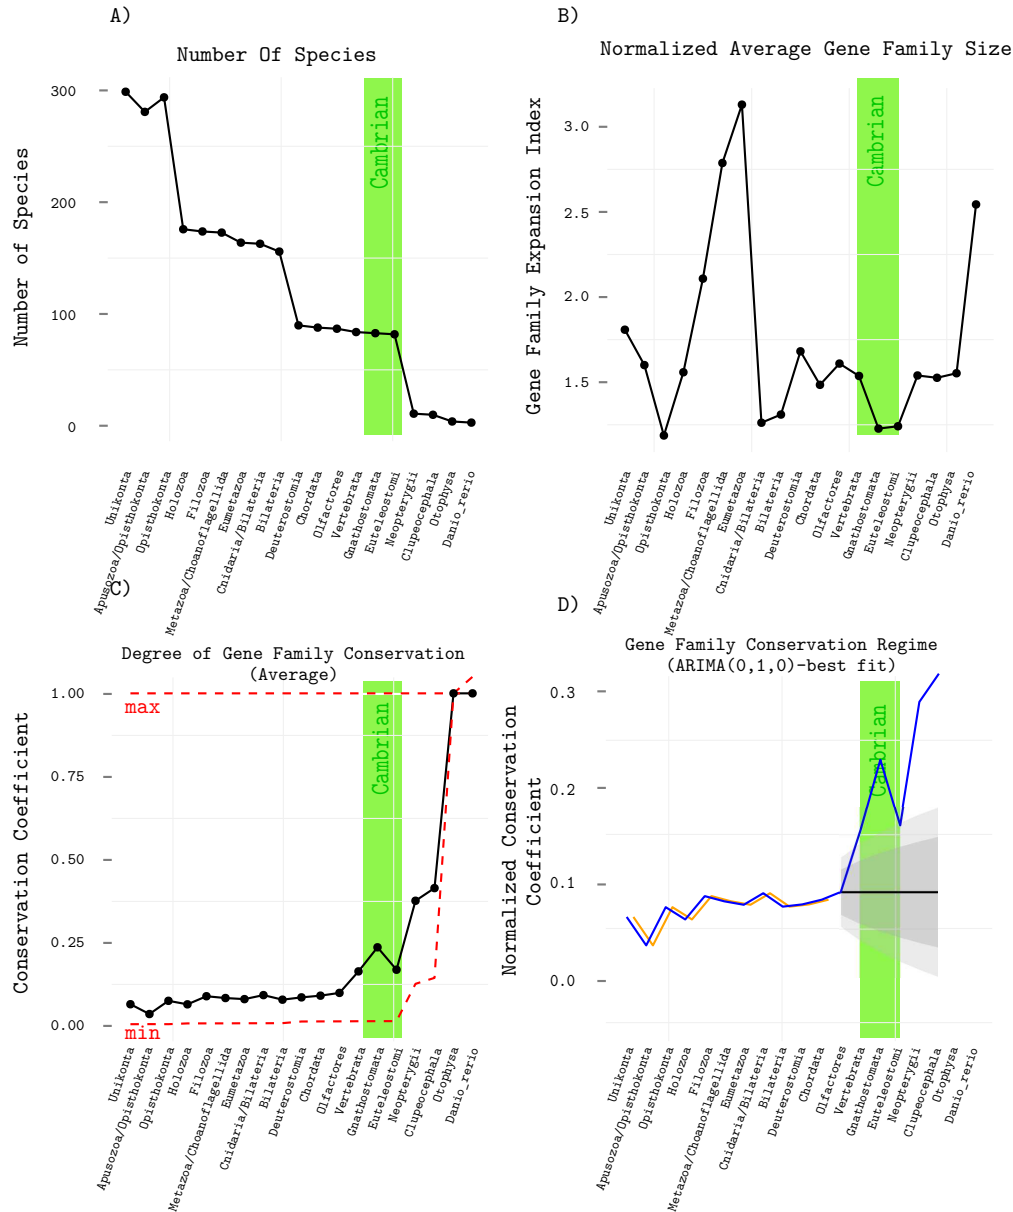 A)
Number Of Species
Number of Species
300
200
100
0
Cambrian
Unikonta
Apusozoa/Opisthokonta
Opisthokonta
Holozoa
Filozoa
Metazoa/Choanoflagellida
Eumetazoa
Cnidaria/Bilateria
Bilateria
Deuterostomia
Chordata
Olfactores
Vertebrata
Gnathostomata
Euteleostomi
Neopterygii
Clupeocephala
Otophysa
Danio_rerio
B)
Normalized Average Gene Family Size
Gene Family Expansion Index
3.0
2.5
2.0
1.5
Cambrian
Unikonta
Apusozoa/Opisthokonta
Opisthokonta
Holozoa
Filozoa
Metazoa/Choanoflagellida
Eumetazoa
Cnidaria/Bilateria
Bilateria
Deuterostomia
Chordata
Olfactores
Vertebrata
Gnathostomata
Euteleostomi
Neopterygii
Clupeocephala
Otophysa
Danio_rerio
C)
Degree of Gene Family Conservation
(Average)
Conservation Coefficient
1.00
0.75
0.50
0.25
0.00
max
min
Cambrian
Unikonta
Apusozoa/Opisthokonta
Opisthokonta
Holozoa
Filozoa
Metazoa/Choanoflagellida
Eumetazoa
Cnidaria/Bilateria
Bilateria
Deuterostomia
Chordata
Olfactores
Vertebrata
Gnathostomata
Euteleostomi
Neopterygii
Clupeocephala
Otophysa
Danio_rerio
D)
Gene Family Conservation Regime
(ARIMA(0,1,0)-best fit)
Normalized Conservation
Coefficient
0.3
0.2
0.1
0.0
Cambrian
Unikonta
Apusozoa/Opisthokonta
Opisthokonta
Holozoa
Filozoa
Metazoa/Choanoflagellida
Eumetazoa
Cnidaria/Bilateria
Bilateria
Deuterostomia
Chordata
Olfactores
Vertebrata
Gnathostomata
Euteleostomi
Neopterygii
Clupeocephala
Otophysa
Danio_rerio